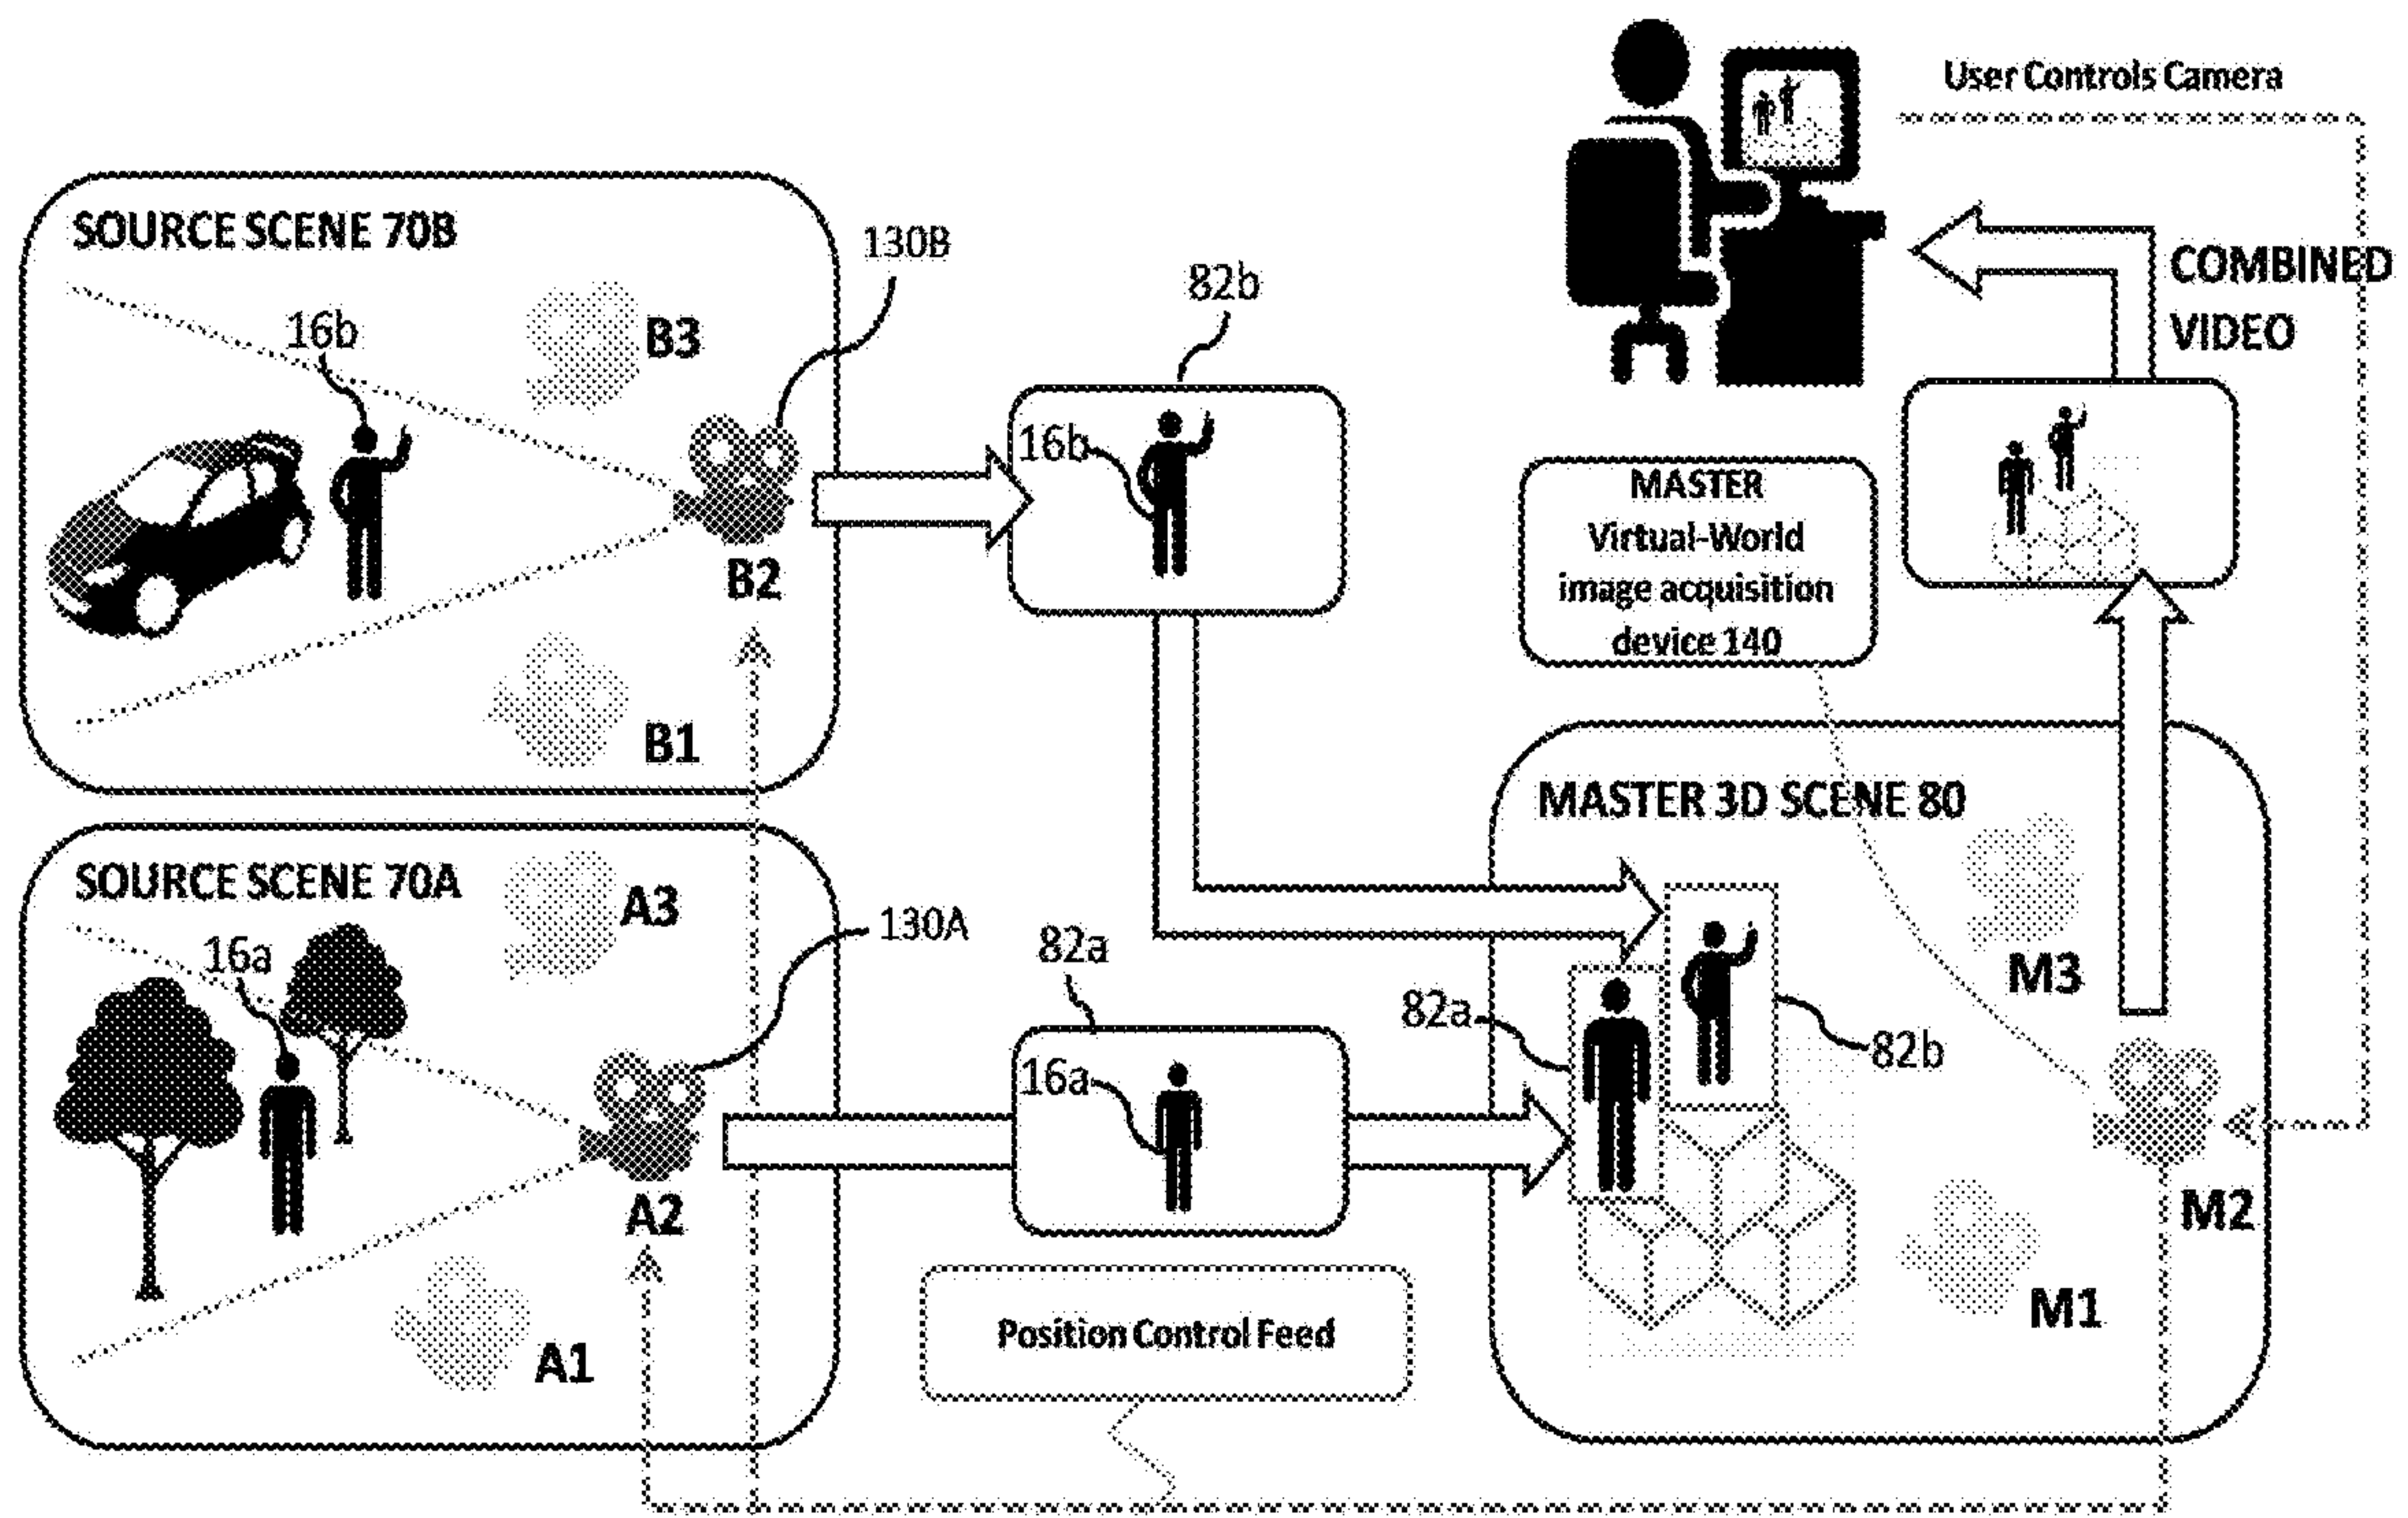 User Controls Camera
SOURCE SCENE 70B
130B
82b
COMBINED
VIDEO
16b
B3
16b
MASTER
Virtual-World
image acquisition
device 140
B2
B1
MASTER 3D SCENE 80
SOURCE SCENE 70A
A3
130A
82a
16a
M3
82a
82b
16a
A2
M2
M1
Position Control Feed
A1